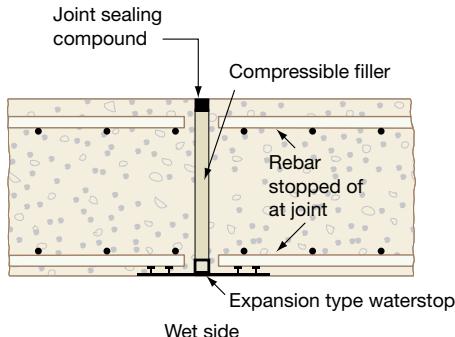 Joint sealing
compound
Compressible filler
Rebar
stopped of
at joint
Expansion type waterstop
Wet side